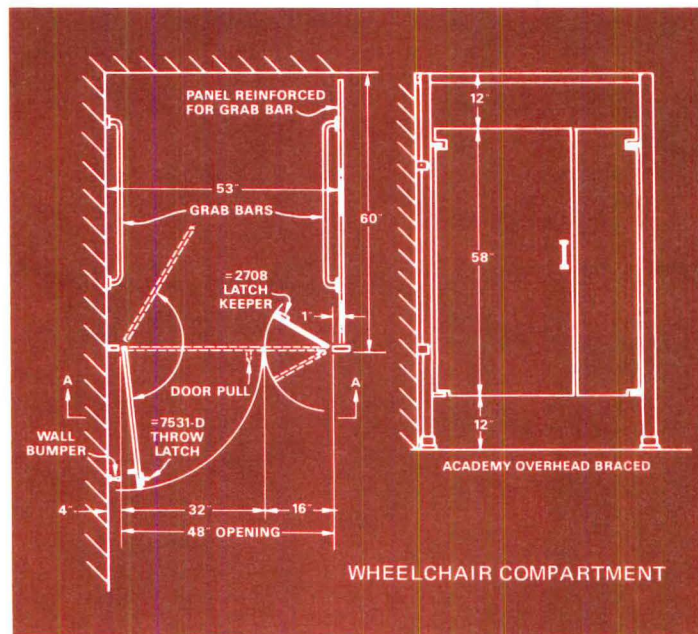 PANEL REINFORCED
FOR GRAB BAR
12"
53"
GRAB BARS
60"
58"
=2708
LATCH
KEEPER
1"
DOOR PULL
A
A
=7531-D
THROW
LATCH
WALL
BUMPER
12"
ACADEMY OVERHEAD BRACED
4"
32"
16"
48" OPENING
WHEELCHAIR COMPARTMENT